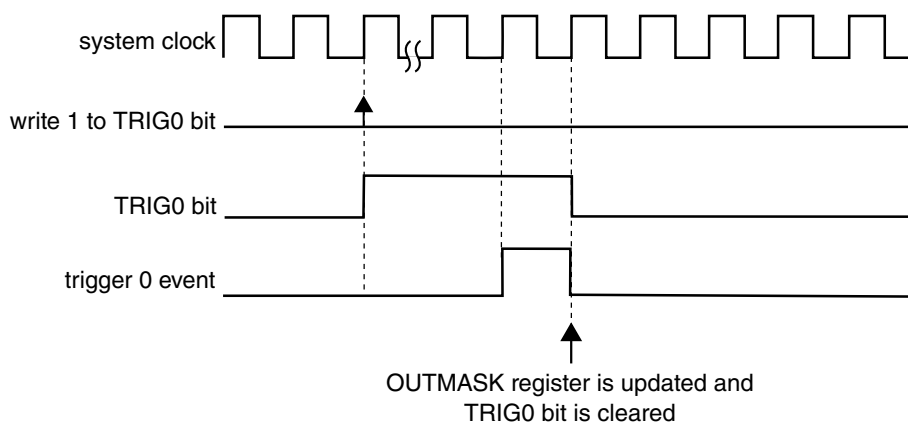 system clock
write 1 to TRIG0 bit
TRIG0 bit
trigger 0 event
OUTMASK register is updated and
TRIG0 bit is cleared